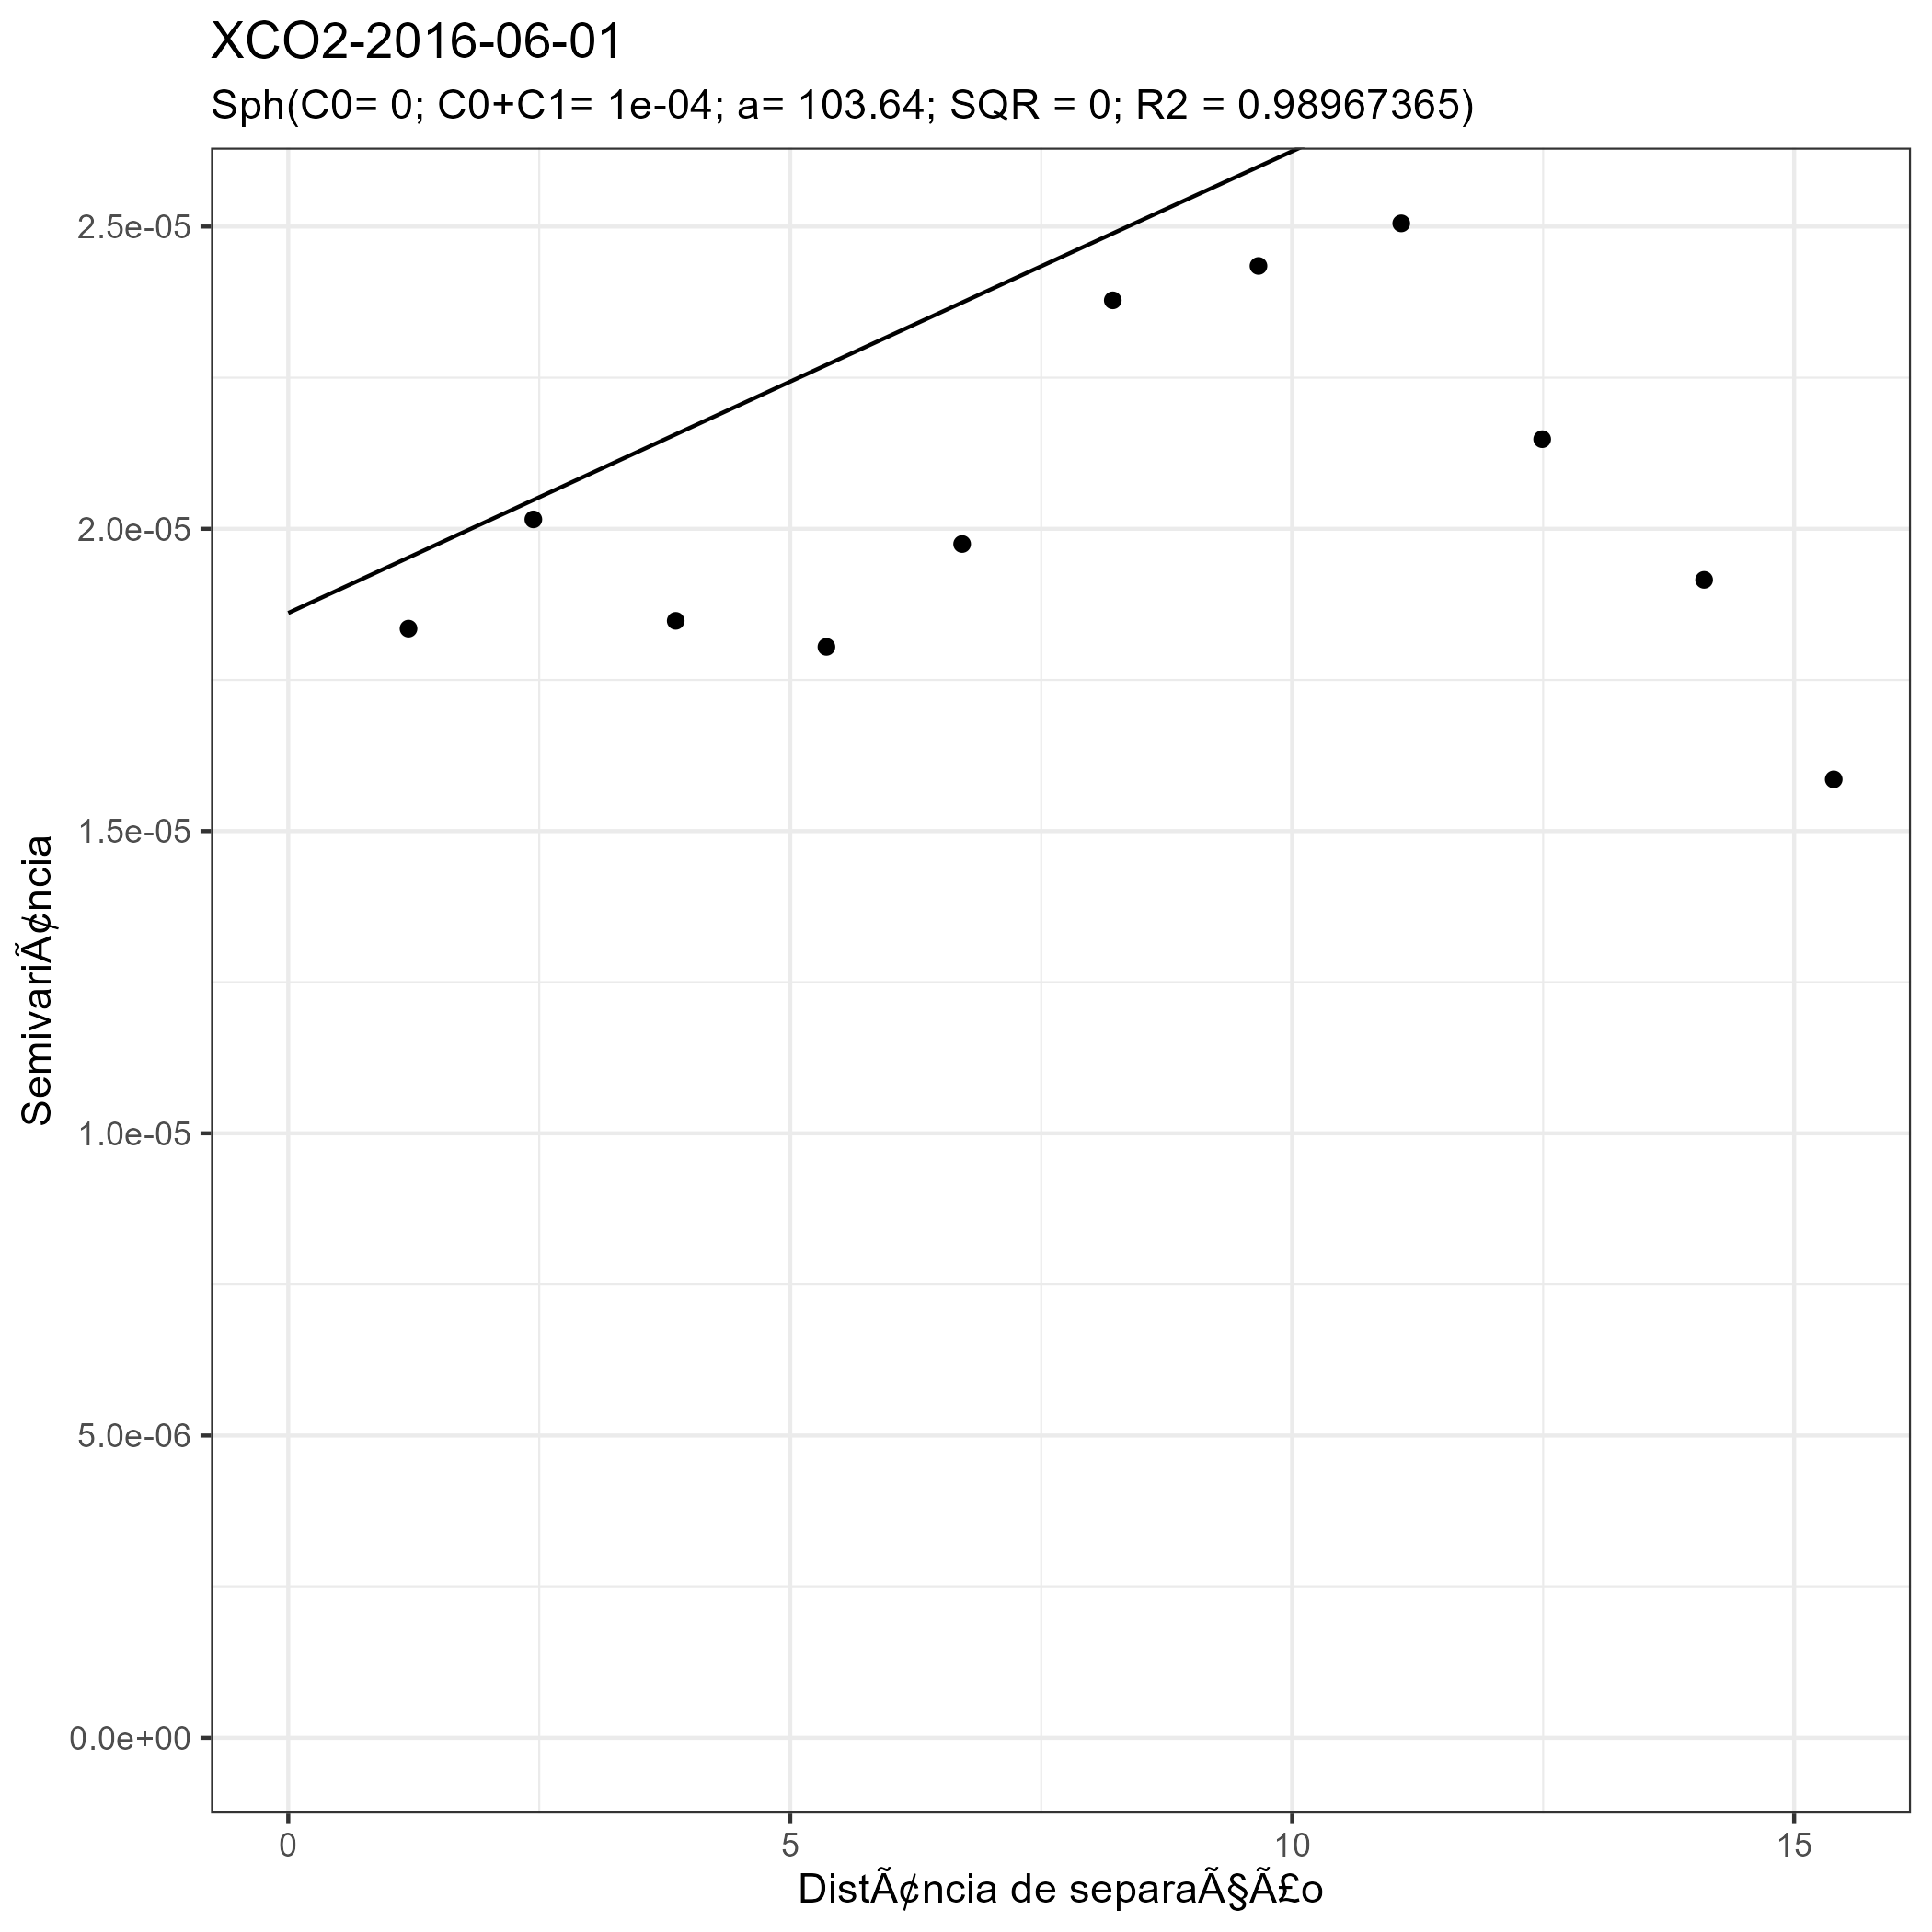 XCO2-2016-06-01
Sph(C0= 0; C0+C1= 1e-04; a= 103.64; SQR = 0; R2 = 0.98967365)
SemivariÃ¢ncia
2.5e-05
2.0e-05
1.5e-05
1.0e-05
5.0e-06
0.0e+00
0 5 10 15
DistÃ¢ncia de separaÃ§Ã£o